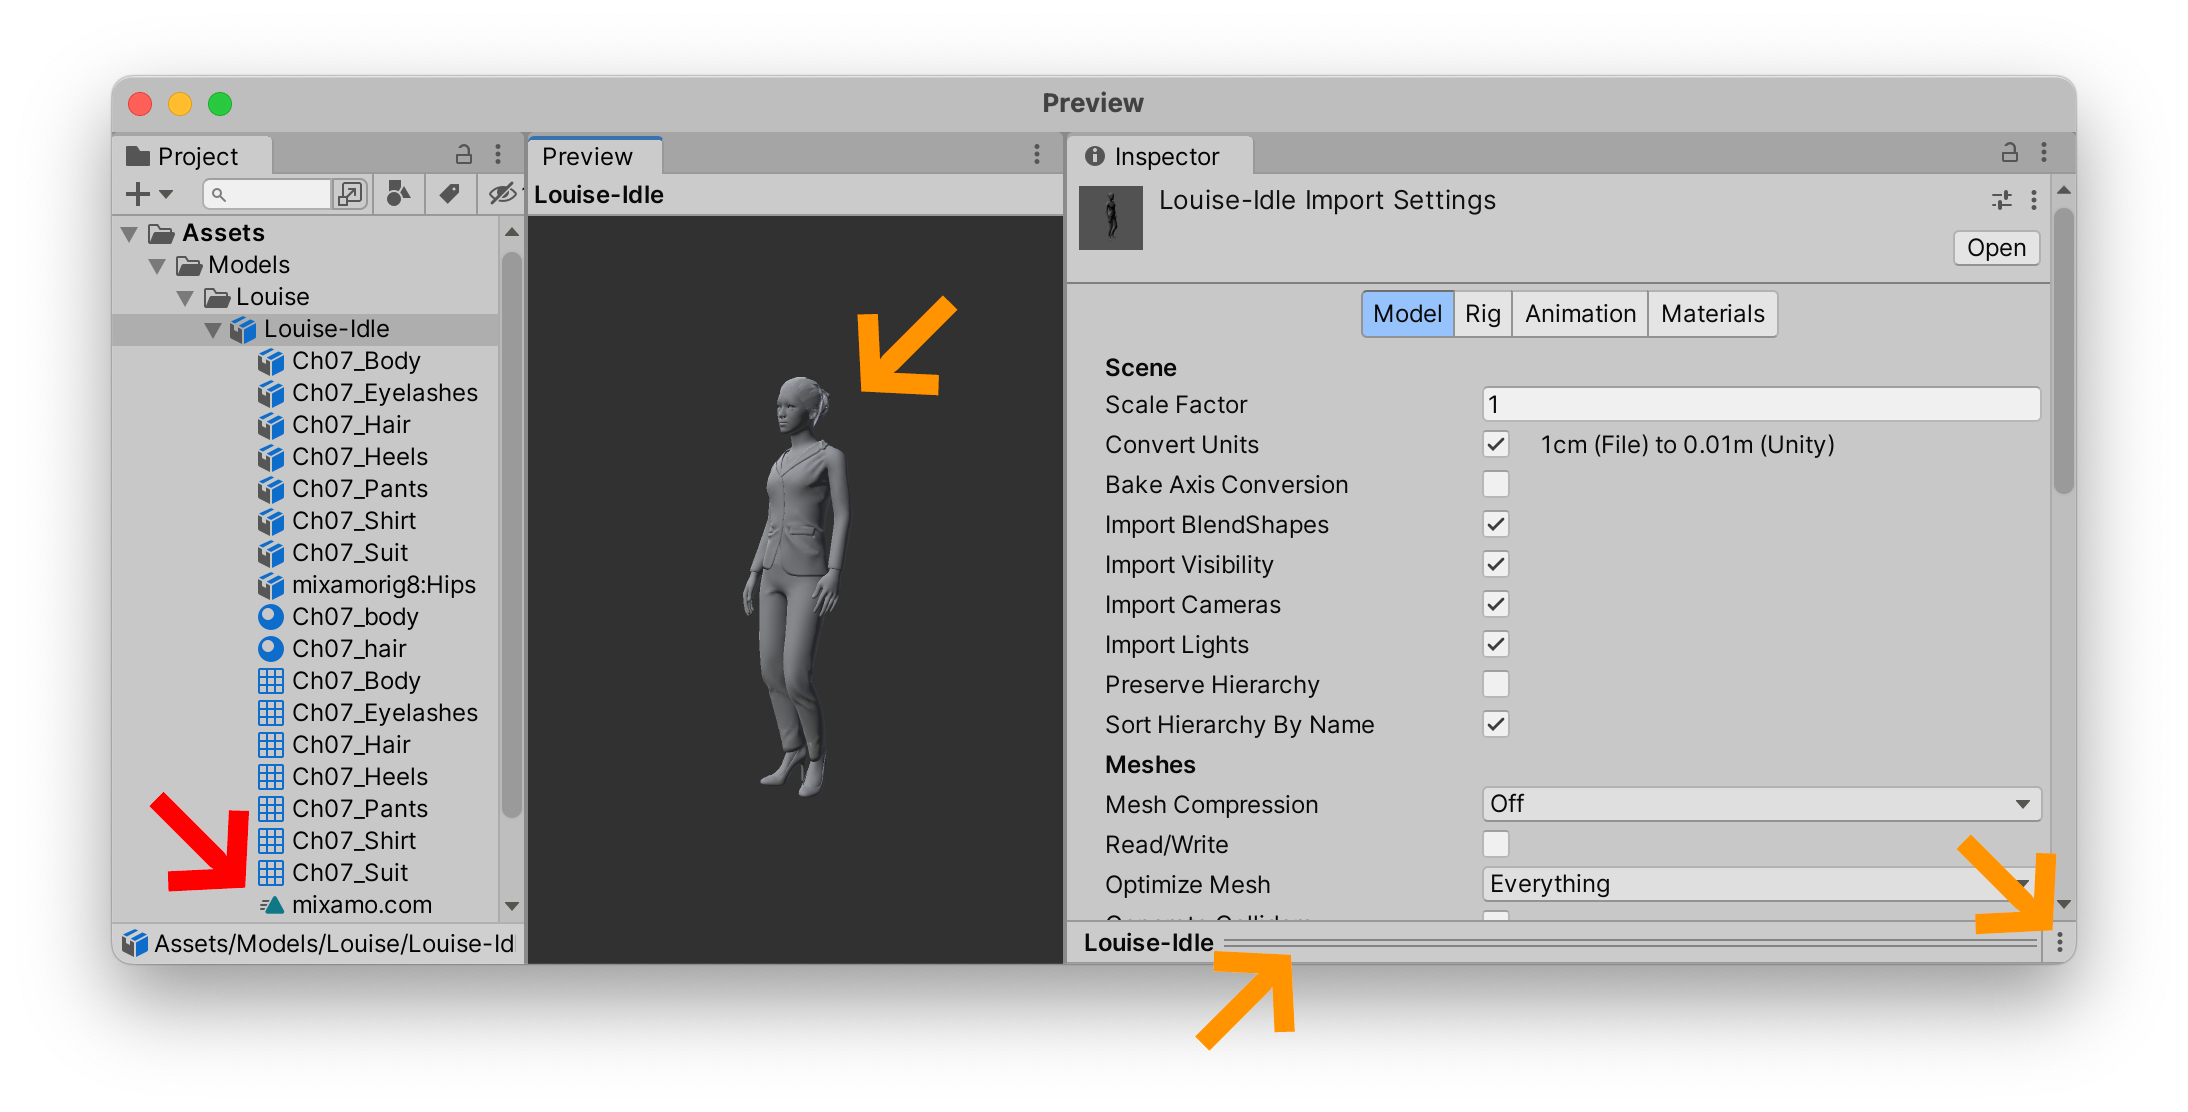 Preview
Project
Assets
Models
Louise
Louise-Idle
Ch07_Body
Ch07_Eyelashes
Ch07_Hair
Ch07_Heels
Ch07_Pants
Ch07_Shirt
Ch07_Suit
mixamorig8:Hips
Ch07_body
Ch07_hair
Ch07_Body
Ch07_Eyelashes
Ch07_Hair
Ch07_Heels
Ch07_Pants
Ch07_Shirt
Ch07_Suit
mixamo.com
Assets/Models/Louise/Louise-Id
Preview
Louise-Idle
Inspector
Louise-Idle Import Settings
Open
Model Rig Animation Materials
Scene
Scale Factor 1
Convert Units 1cm (File) to 0.01m (Unity)
Bake Axis Conversion
Import BlendShapes
Import Visibility
Import Cameras
Import Lights
Preserve Hierarchy
Sort Hierarchy By Name
Meshes
Mesh Compression Off
Read/Write
Optimize Mesh Everything
Louise-Idle